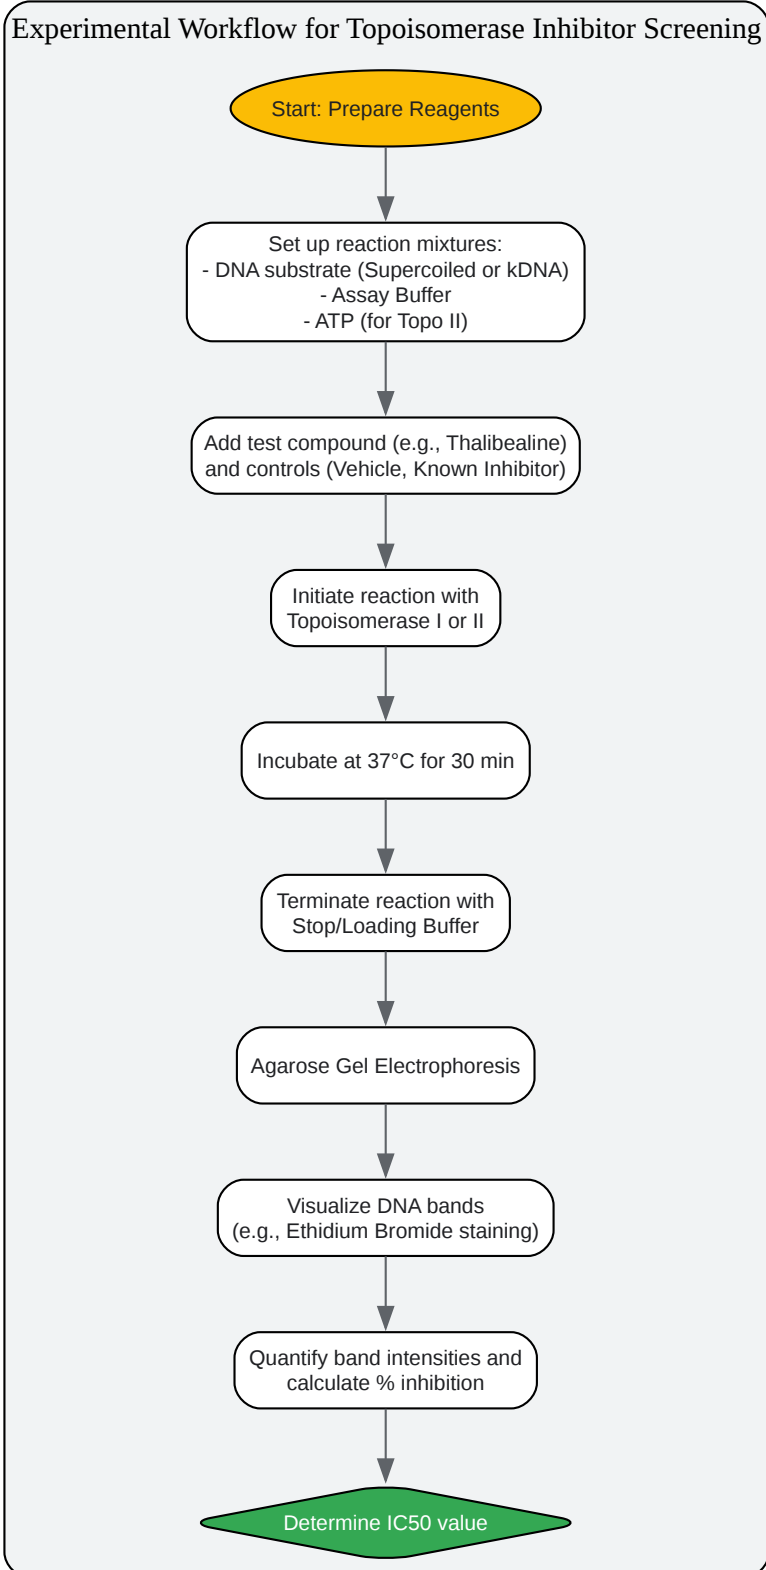 Experimental Workflow for Topoisomerase Inhibitor Screening
Start: Prepare Reagents
Set up reaction mixtures:
- DNA substrate (Supercoiled or kDNA)
- Assay Buffer
- ATP (for Topo II)
Add test compound (e.g., Thalibealine)
and controls (Vehicle, Known Inhibitor)
Initiate reaction with
Topoisomerase I or II
Incubate at 37°C for 30 min
Terminate reaction with
Stop/Loading Buffer
Agarose Gel Electrophoresis
Visualize DNA bands
(e.g., Ethidium Bromide staining)
Quantify band intensities and
calculate % inhibition
Determine IC50 value